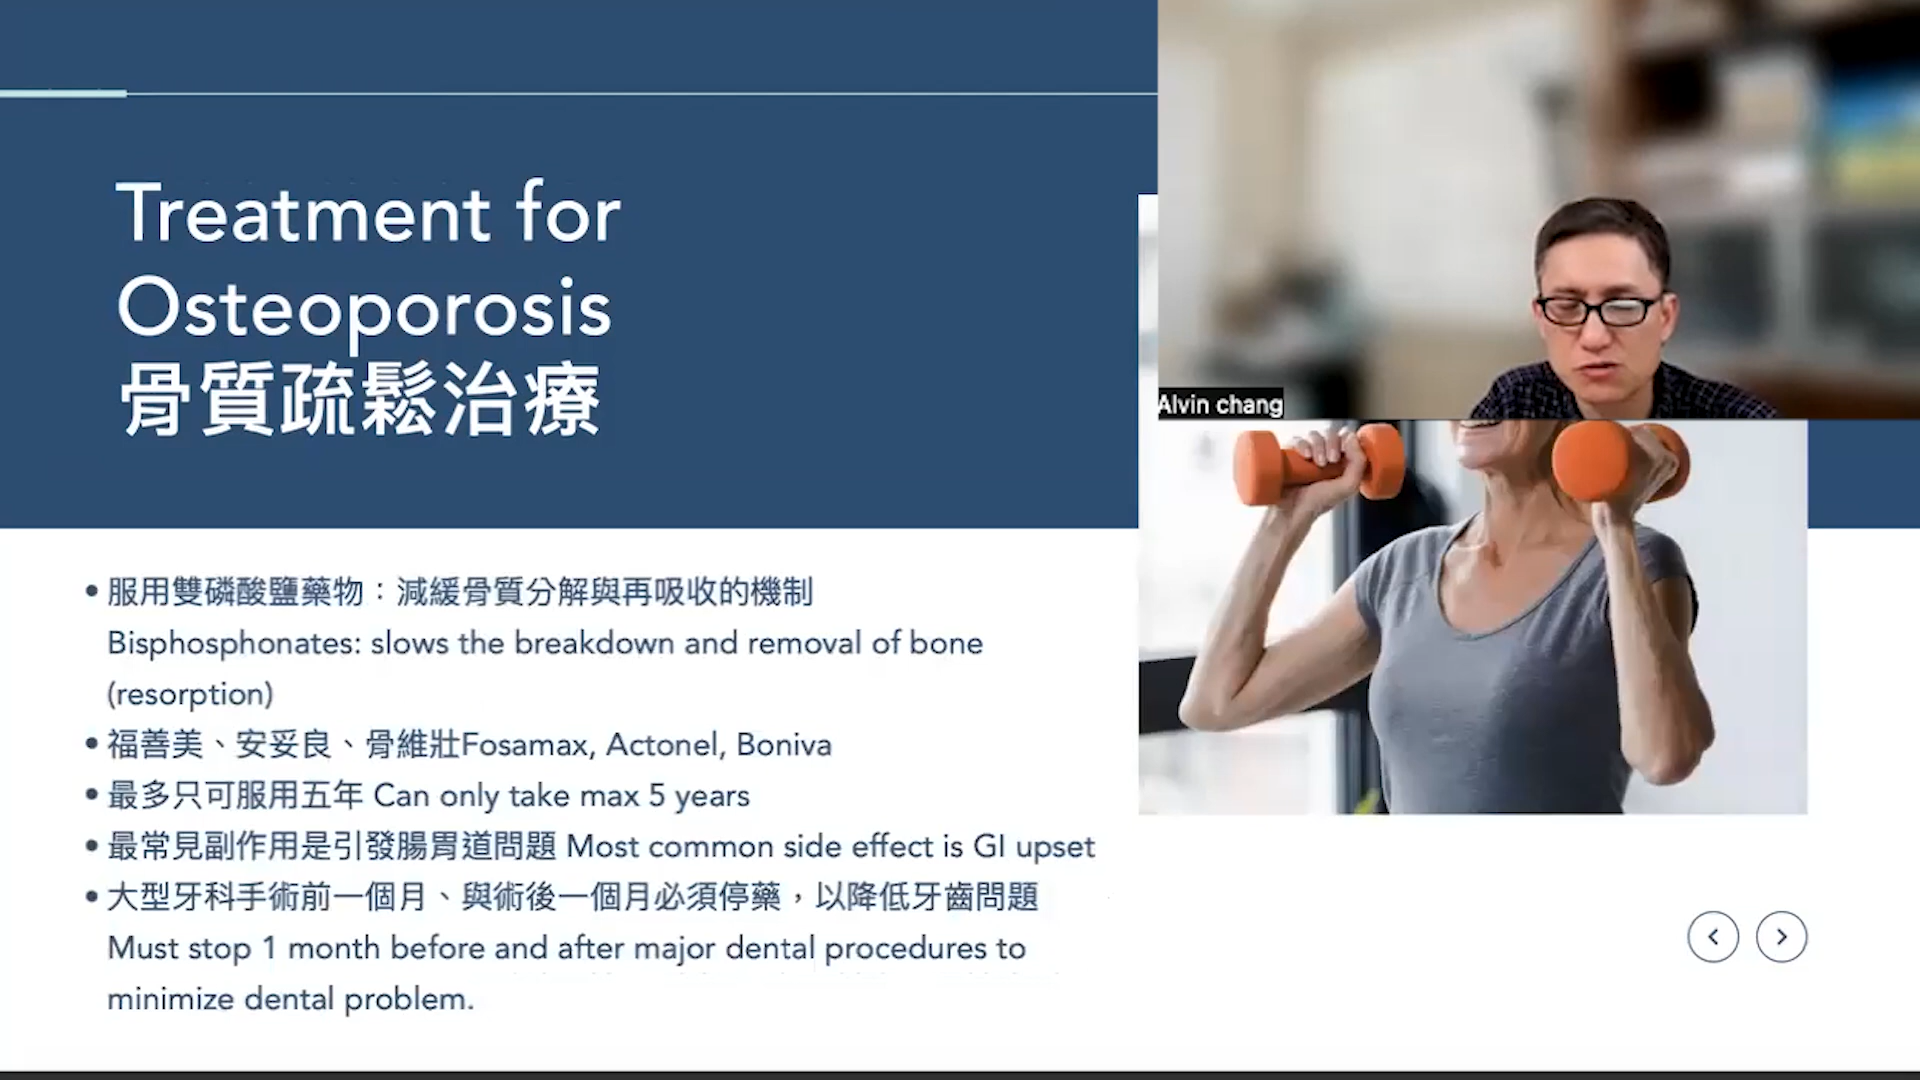 Treatment for
Osteoporosis
骨質疏鬆治療
Alvin chang
•服用雙磷酸鹽藥物：減緩骨質分解與再吸收的機制
Bisphosphonates: slows the breakdown and removal of bone
(resorption)
•福善美、安妥良、骨維壯Fosamax, Actonel, Boniva
•最多只可服用五年 Can only take max 5 years
•最常見副作用是引發腸胃道問題 Most common side effect is GI upset
•大型牙科手術前一個月、與術後一個月必須停藥，以降低牙齒問題
Must stop 1 month before and after major dental procedures to
minimize dental problem.